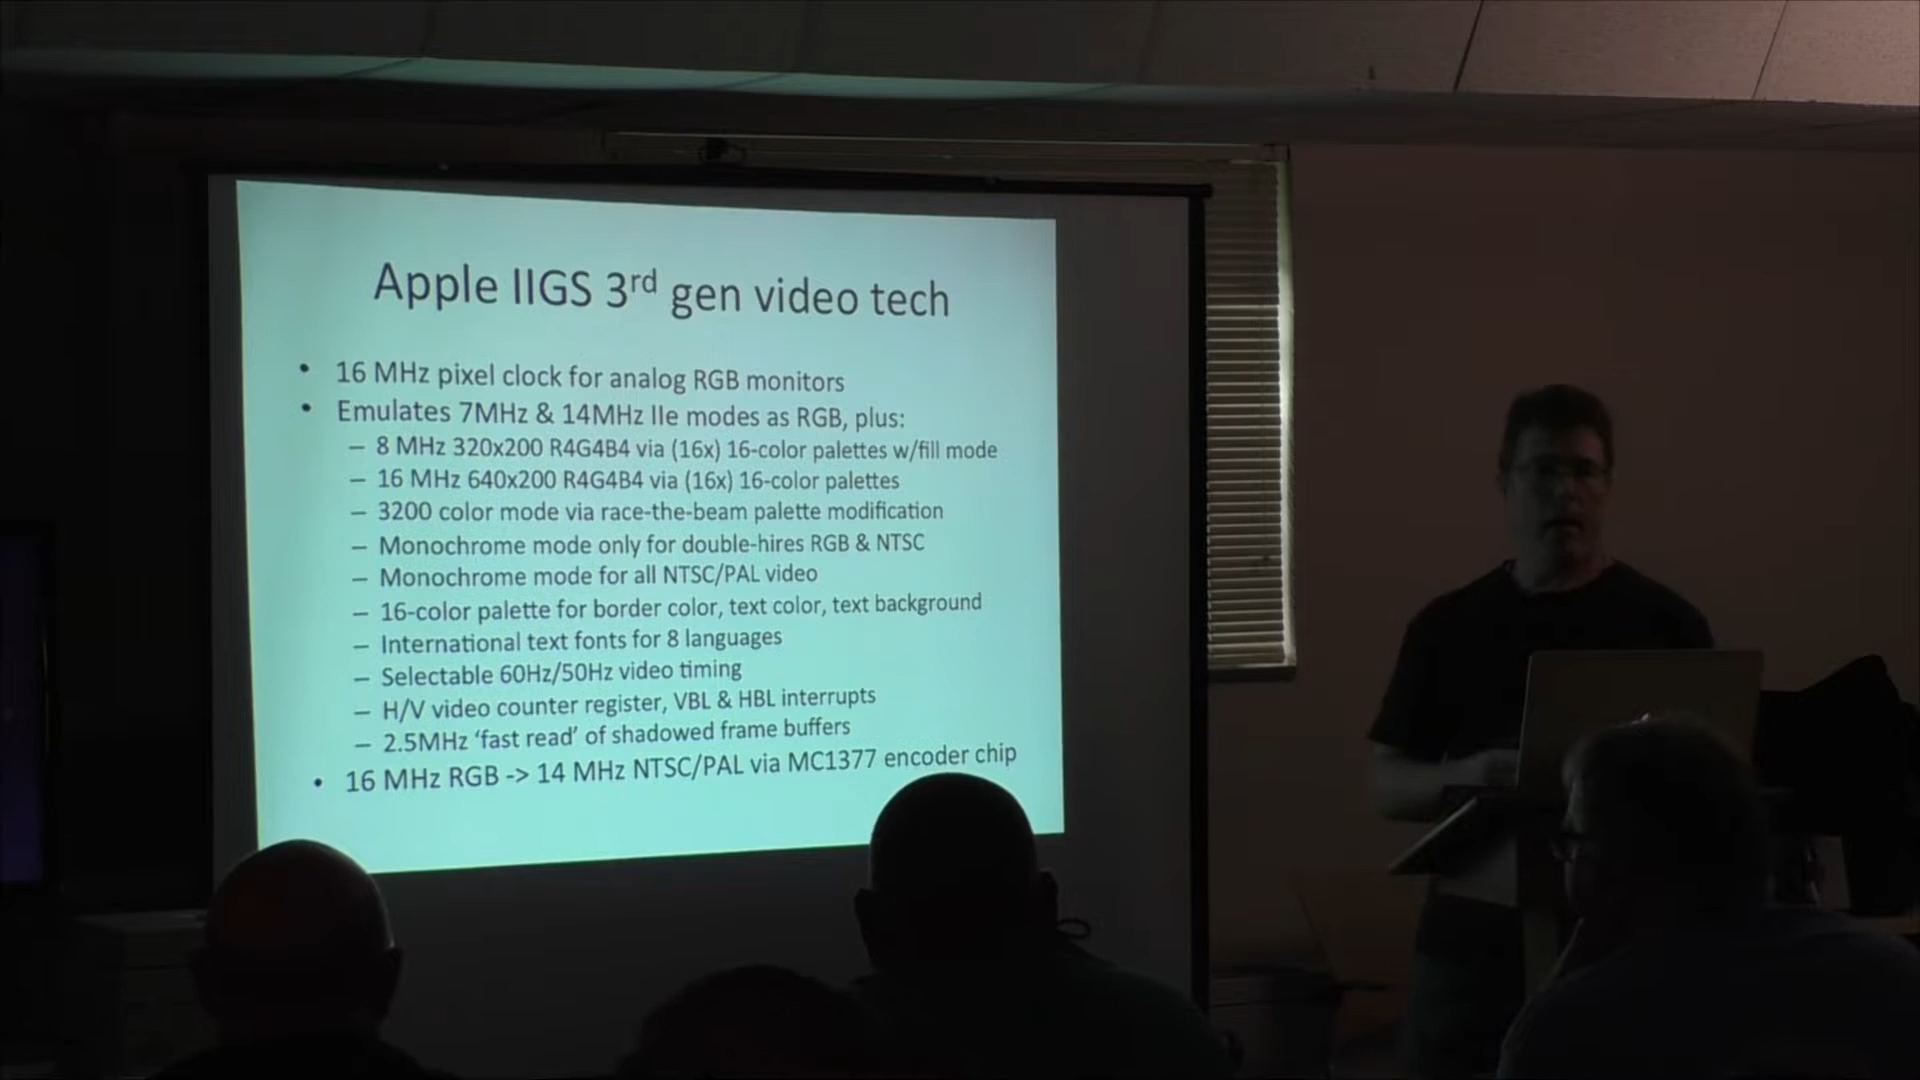 Apple IIGS 3rd gen video tech
• 16 MHz pixel clock for analog RGB monitors
• Emulates 7MHz & 14MHz IIe modes as RGB, plus:
– 8 MHz 320x200 R4G4B4 via (16x) 16-color palettes w/fill mode
– 16 MHz 640x200 R4G4B4 via (16x) 16-color palettes
– 3200 color mode via race-the-beam palette modification
– Monochrome mode only for double-hires RGB & NTSC
– Monochrome mode for all NTSC/PAL video
– 16-color palette for border color, text color, text background
– International text fonts for 8 languages
– Selectable 60Hz/50Hz video timing
– H/V video counter register, VBL & HBL interrupts
– 2.5MHz ‘fast read’ of shadowed frame buffers
• 16 MHz RGB -> 14 MHz NTSC/PAL via MC1377 encoder chip